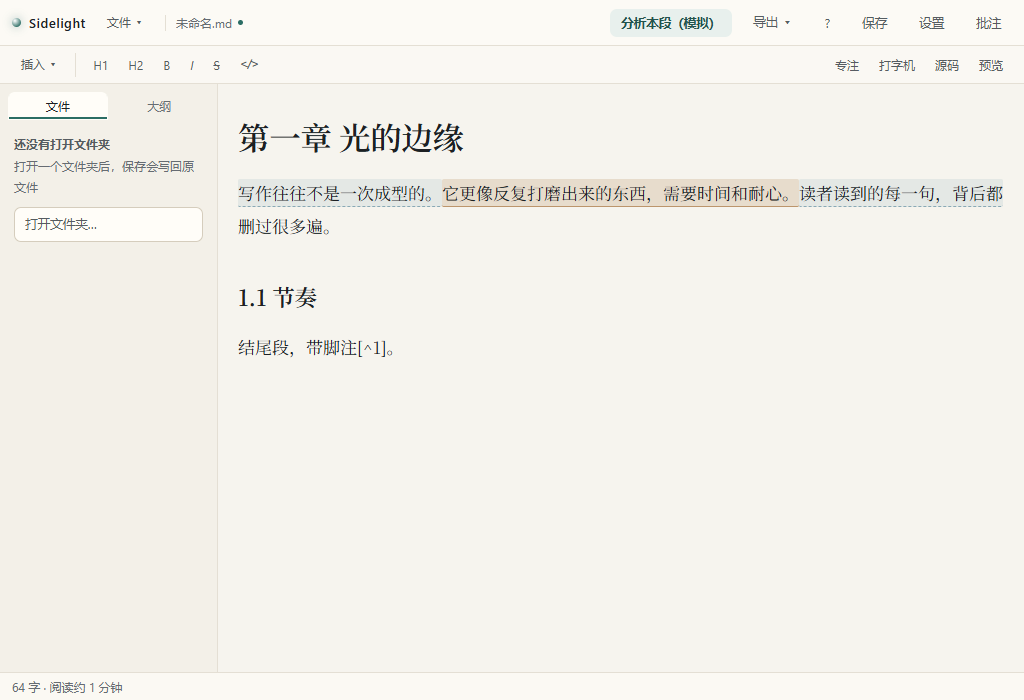 Sidelight 文件 未命名.md 分析本段（模拟） 导出 ? 保存 设置 批注
插入 H1 H2 B I S </> 专注 打字机 源码 预览
文件 大纲
还没有打开文件夹
打开一个文件夹后，保存会写回原
文件
打开文件夹...
第一章 光的边缘
写作往往不是一次成型的。它更像反复打磨出来的东西，需要时间和耐心。读者读到的每一句，背后都
删过很多遍。
1.1 节奏
结尾段，带脚注[^1]。
64 字 · 阅读约 1 分钟